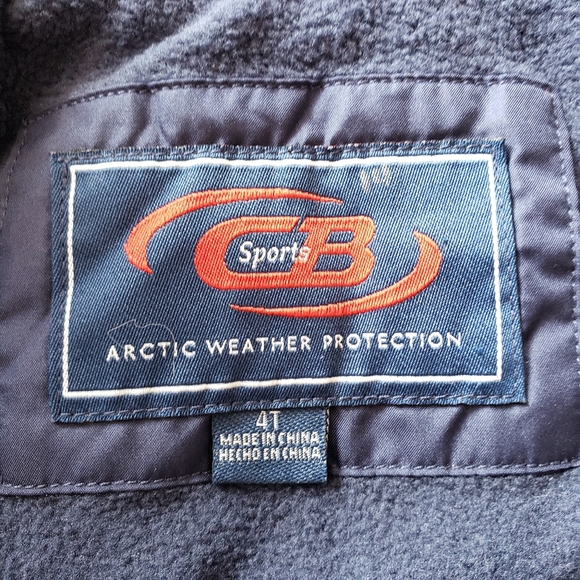 CB
Sports
ARCTIC WEATHER PROTECTION
4T
MADE IN CHINA
HECHO EN CHINA